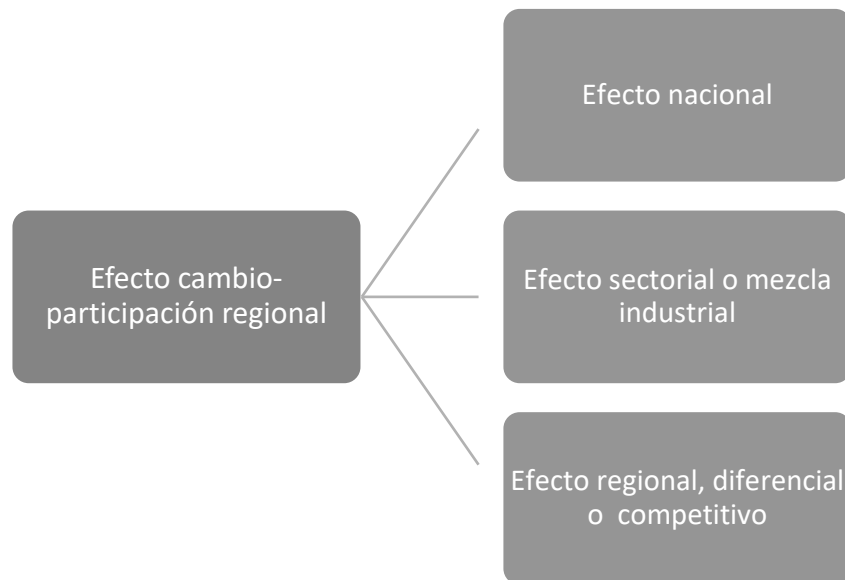 Efecto nacional
Efecto cambio-
participación regional
Efecto sectorial o mezcla
industrial
Efecto regional, diferencial
o competitivo